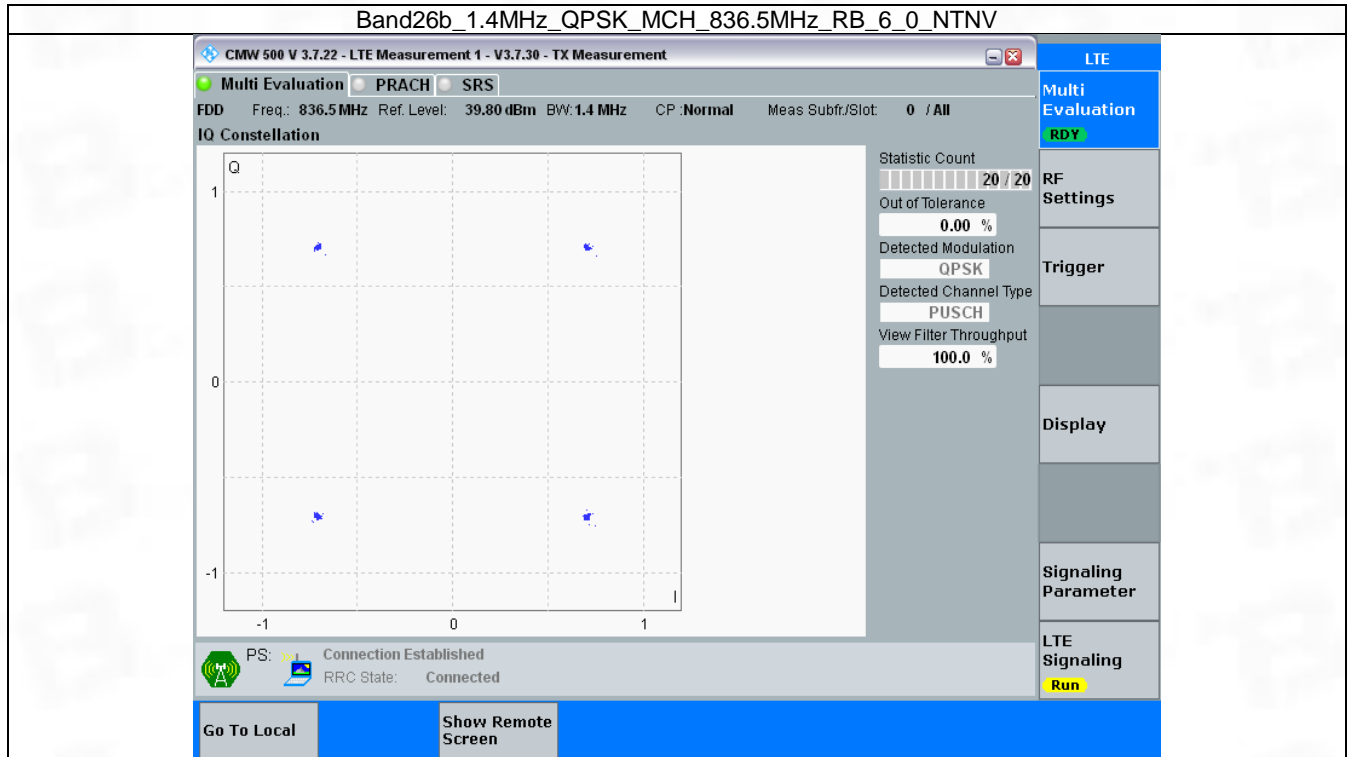 Band26b_1.4MHz_QPSK_MCH_836.5MHz_RB_6_0_NTNV
CMW 500 V 3.7.22 - LTE Measurement 1 - V3.7.30 - TX Measurement
LTE
Multi Evaluation PRACH SRS
FDD Freq.: 836.5 MHz Ref. Level: 39.80 dBm BW: 1.4 MHz CP :Normal Meas Subfr./Slot: 0 / All
IQ Constellation
Q
1
0
-1
I
-1 0 1
Statistic Count
20 / 20
Out of Tolerance
0.00 %
Detected Modulation
QPSK
Detected Channel Type
PUSCH
View Filter Throughput
100.0 %
Multi
Evaluation
RDY
RF
Settings
Trigger
Display
Signaling
Parameter
LTE
Signaling
Run
PS: Connection Established
RRC State: Connected
Go To Local
Show Remote
Screen